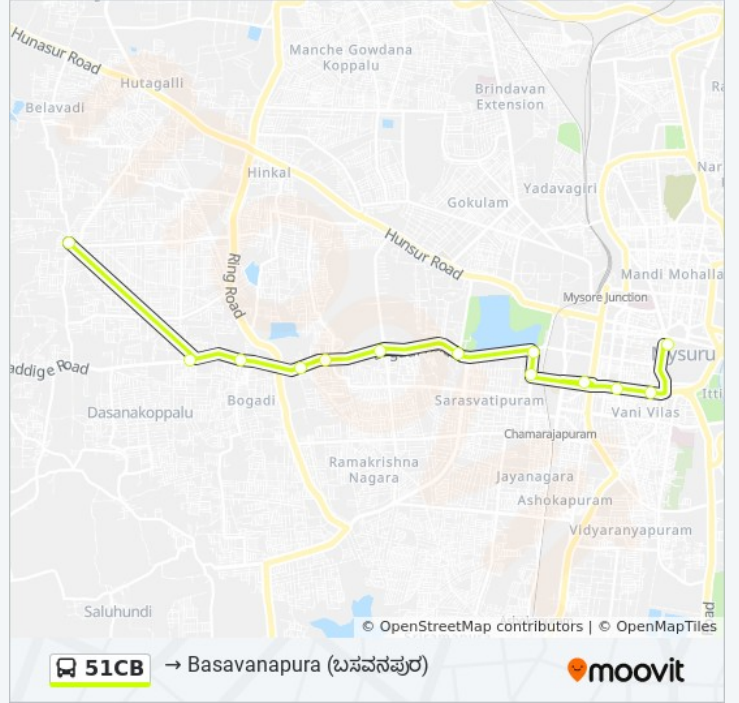 Hunasur Road
Manche Gowdana
Koppalu
Hutagalli
Brindavan
Extension
Belavadi
Hinkal
Yadavagiri
Gokulam
Hunsur Road
Ring Road
Mandi Mohalla
Mysore Junction
Mysuru
addige Road
Bogadi
Sarasvatipuram
Itti
Dasanakoppalu
Vani Vilas
Chamarajapuram
Ramakrishna
Nagara
Jayanagara
Ashokapuram
Vidyaranyapuram
Saluhundi
© OpenStreetMap contributors | © OpenMapTiles
51CB → Basavanapura (ಬಸವನಪುರ)
moovit